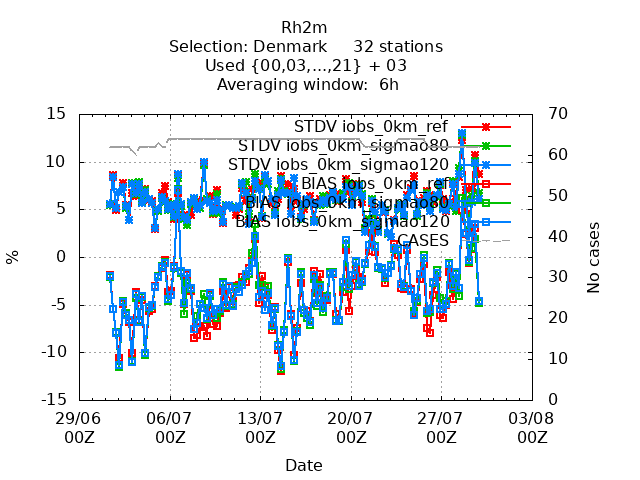 Rh2m
Selection: Denmark 32 stations
Used {00,03,...,21} + 03
Averaging window: 6h
15 70
STDV iobs_0km_ref
STDV iobs_0km_sigmao80
10 60
STDV iobs_0km_sigmao120
BIAS iobs_0km_ref
5 50
BIAS iobs_0km_sigmao80
BIAS iobs_0km_sigmao120
CASES
0 40
% No cases
-5 30
20
-10 10
-15 0
29/06 06/07 13/07 20/07 27/07 03/08
00Z 00Z 00Z 00Z 00Z 00Z
Date